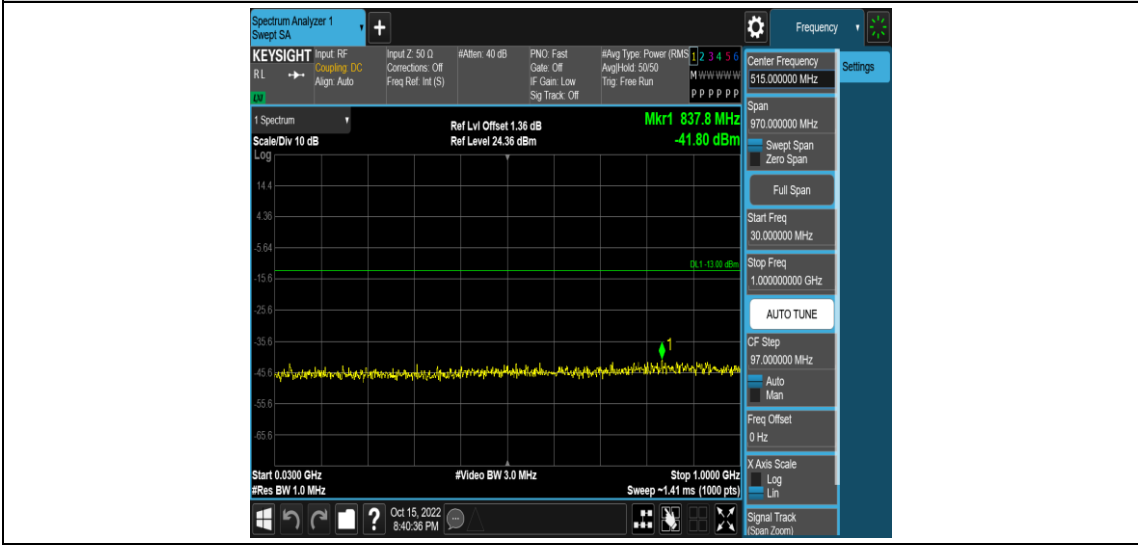 Spectrum Analyzer 1
Swept SA
+
Frequency
KEYSIGHT
RL
LNI
Input: RF
Coupling: DC
Align: Auto
Input Z: 50 Ω
Corrections: Off
Freq Ref: Int (S)
#Atten: 40 dB
PNO: Fast
Gate: Off
IF Gain: Low
Sig Track: Off
#Avg Type: Power (RMS
Avg|Hold: 50/50
Trig: Free Run
1 2 3 4 5 6
M W W W W W
P P P P P P
1 Spectrum
Scale/Div 10 dB
Ref Lvl Offset 1.36 dB
Ref Level 24.36 dBm
Mkr1 837.8 MHz
-41.80 dBm
Log
14.4
4.36
-5.64
DL1 -13.00 dBm
-15.6
-25.6
-35.6
1
-45.6
-55.6
-65.6
Start 0.0300 GHz
#Res BW 1.0 MHz
#Video BW 3.0 MHz
Stop 1.0000 GHz
Sweep ~1.41 ms (1000 pts)
?
Oct 15, 2022
8:40:36 PM
Center Frequency
515.000000 MHz
Settings
Span
970.000000 MHz
Swept Span
Zero Span
Full Span
Start Freq
30.000000 MHz
Stop Freq
1.000000000 GHz
AUTO TUNE
CF Step
97.000000 MHz
Auto
Man
Freq Offset
0 Hz
X Axis Scale
Log
Lin
Signal Track
(Span Zoom)